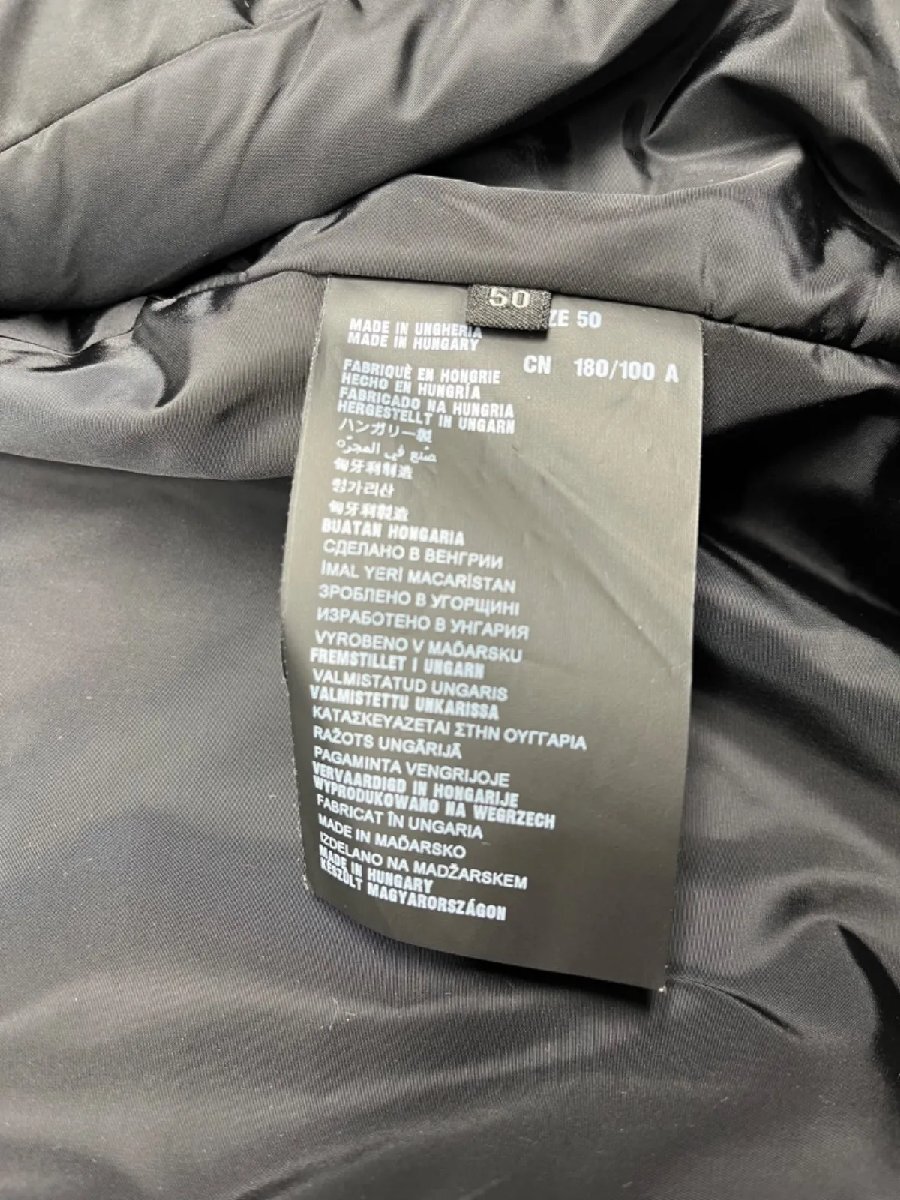 50
ZE 50
CN 180/100 A
MADE IN UNGHERIA
MADE IN HUNGARY
FABRIQUÈ EN HONGRIE
HECHO EN HUNGRÍA
FABRICADO NA HUNGRIA
HERGESTELLT IN UNGARN
ハンガリー製
صنع في المجرّه
匈牙利制造
헝가리산
匈牙利製造
BUATAN HONGARIA
СДЕЛАНО В ВЕНГРИИ
İMAL YERİ MACARİSTAN
ЗРОБЛЕНО В УГОРЩИНІ
ИЗРАБОТЕНО В УНГАРИЯ
VYROBENO V MAĎARSKU
FREMSTILLET I UNGARN
VALMISTATUD UNGARIS
VALMISTETTU UNKARISSA
ΚΑΤΑΣΚΕΥΑΖΕΤΑΙ ΣΤΗΝ ΟΥΓΓΑΡΙΑ
RAŽOTS UNGĀRIJĀ
PAGAMINTA VENGRIJOJE
VERVAARDIGD IN HONGARIJE
WYPRODUKOWANO NA WEGRZECH
FABRICAT ÎN UNGARIA
MADE IN MAĎARSKO
IZDELANO NA MADŽARSKEM
MADE IN HUNGARY
KÉSZÜLT MAGYARORSZÁGON